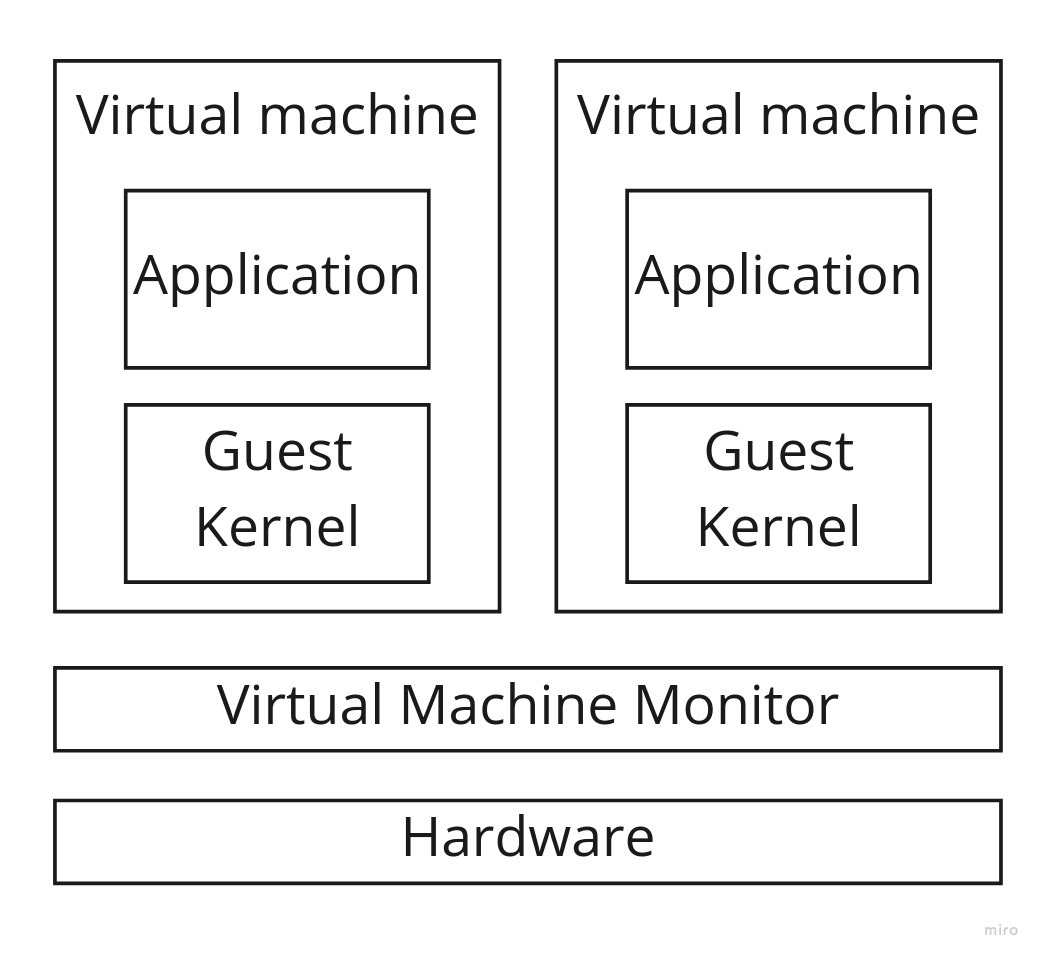 Virtual machine
Application
Guest
Kernel
Virtual machine
Application
Guest
Kernel
Virtual Machine Monitor
Hardware
miro